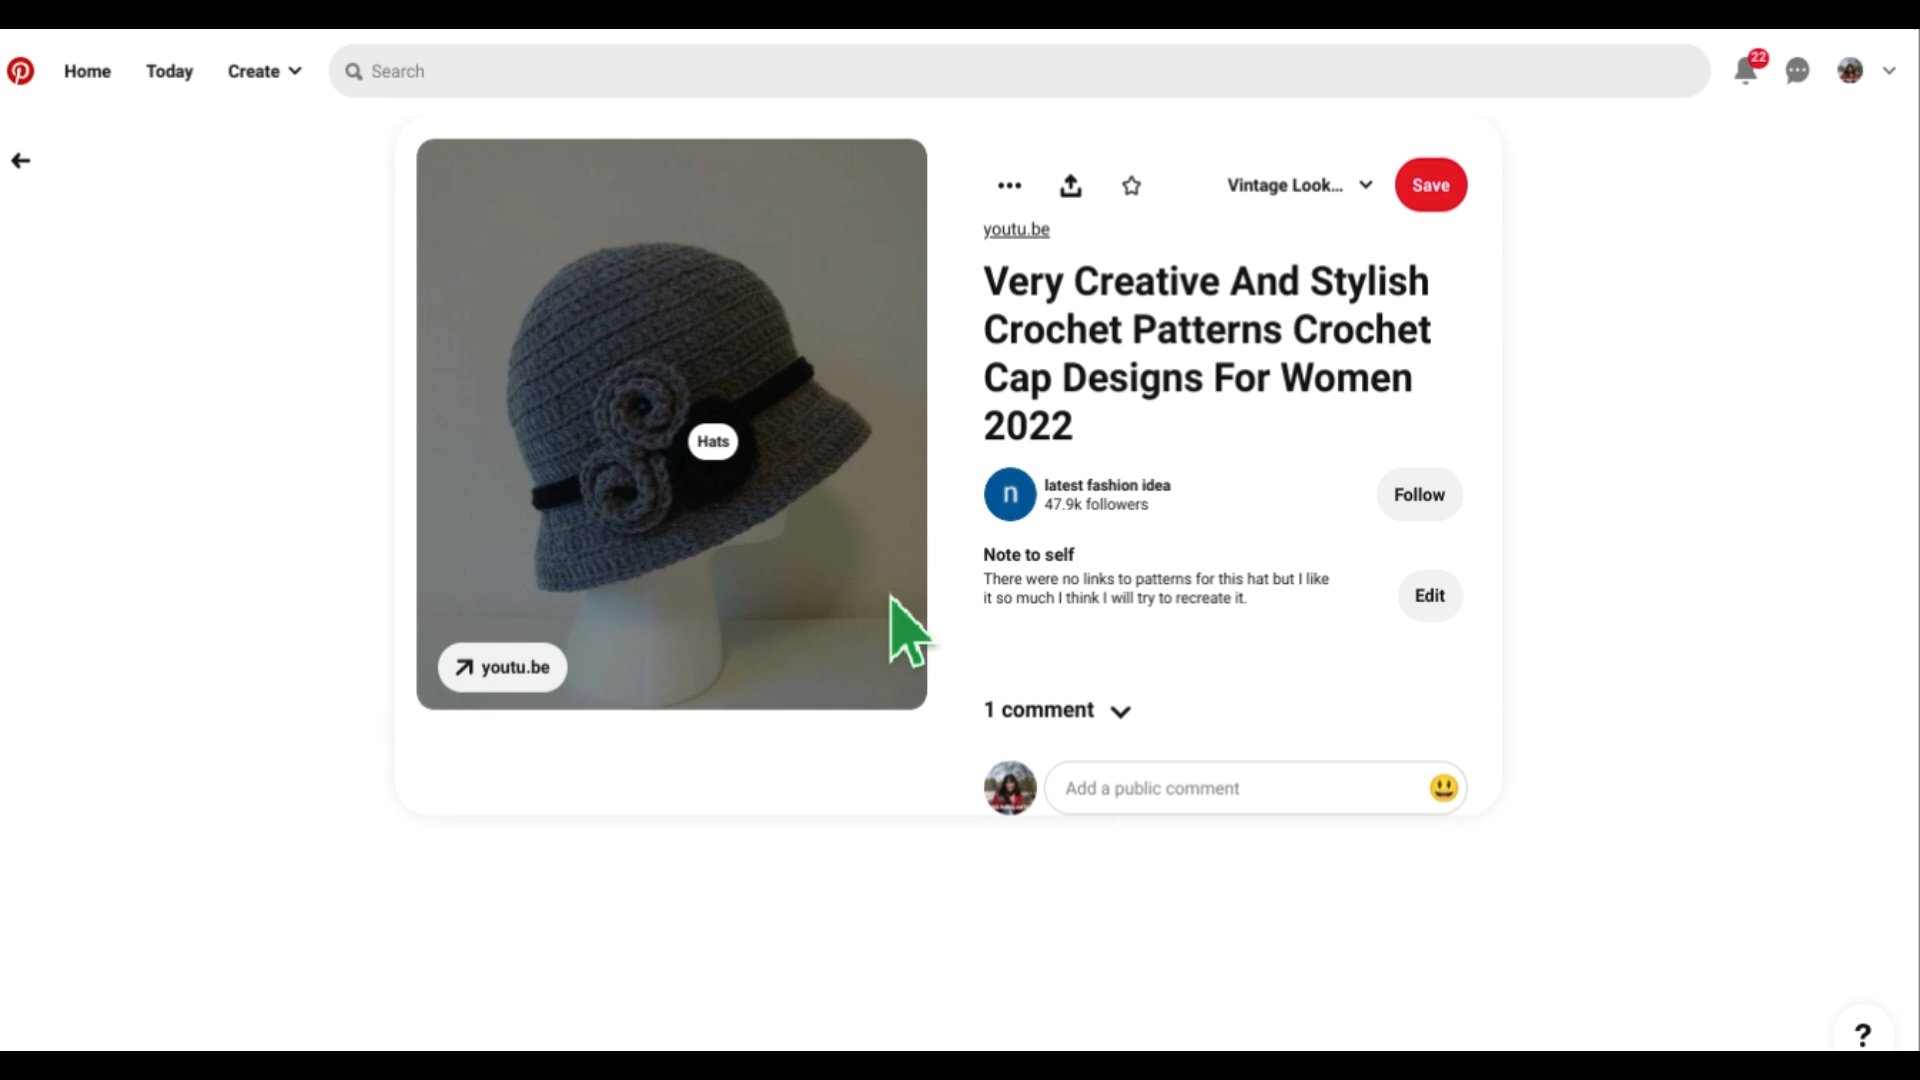 Home Today Create Search 22
Vintage Look... Save
youtu.be
Very Creative And Stylish
Crochet Patterns Crochet
Cap Designs For Women
2022
Hats
n latest fashion idea
47.9k followers
Follow
Note to self
There were no links to patterns for this hat but I like
it so much I think I will try to recreate it.
Edit
youtu.be
1 comment
Add a public comment
?